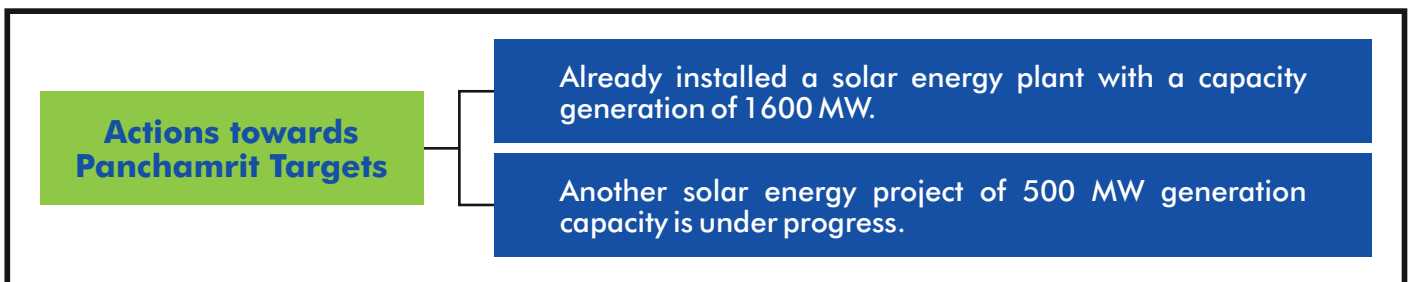 Actions towards
Panchamrit Targets
Already installed a solar energy plant with a capacity
generation of 1600 MW.
Another solar energy project of 500 MW generation
capacity is under progress.